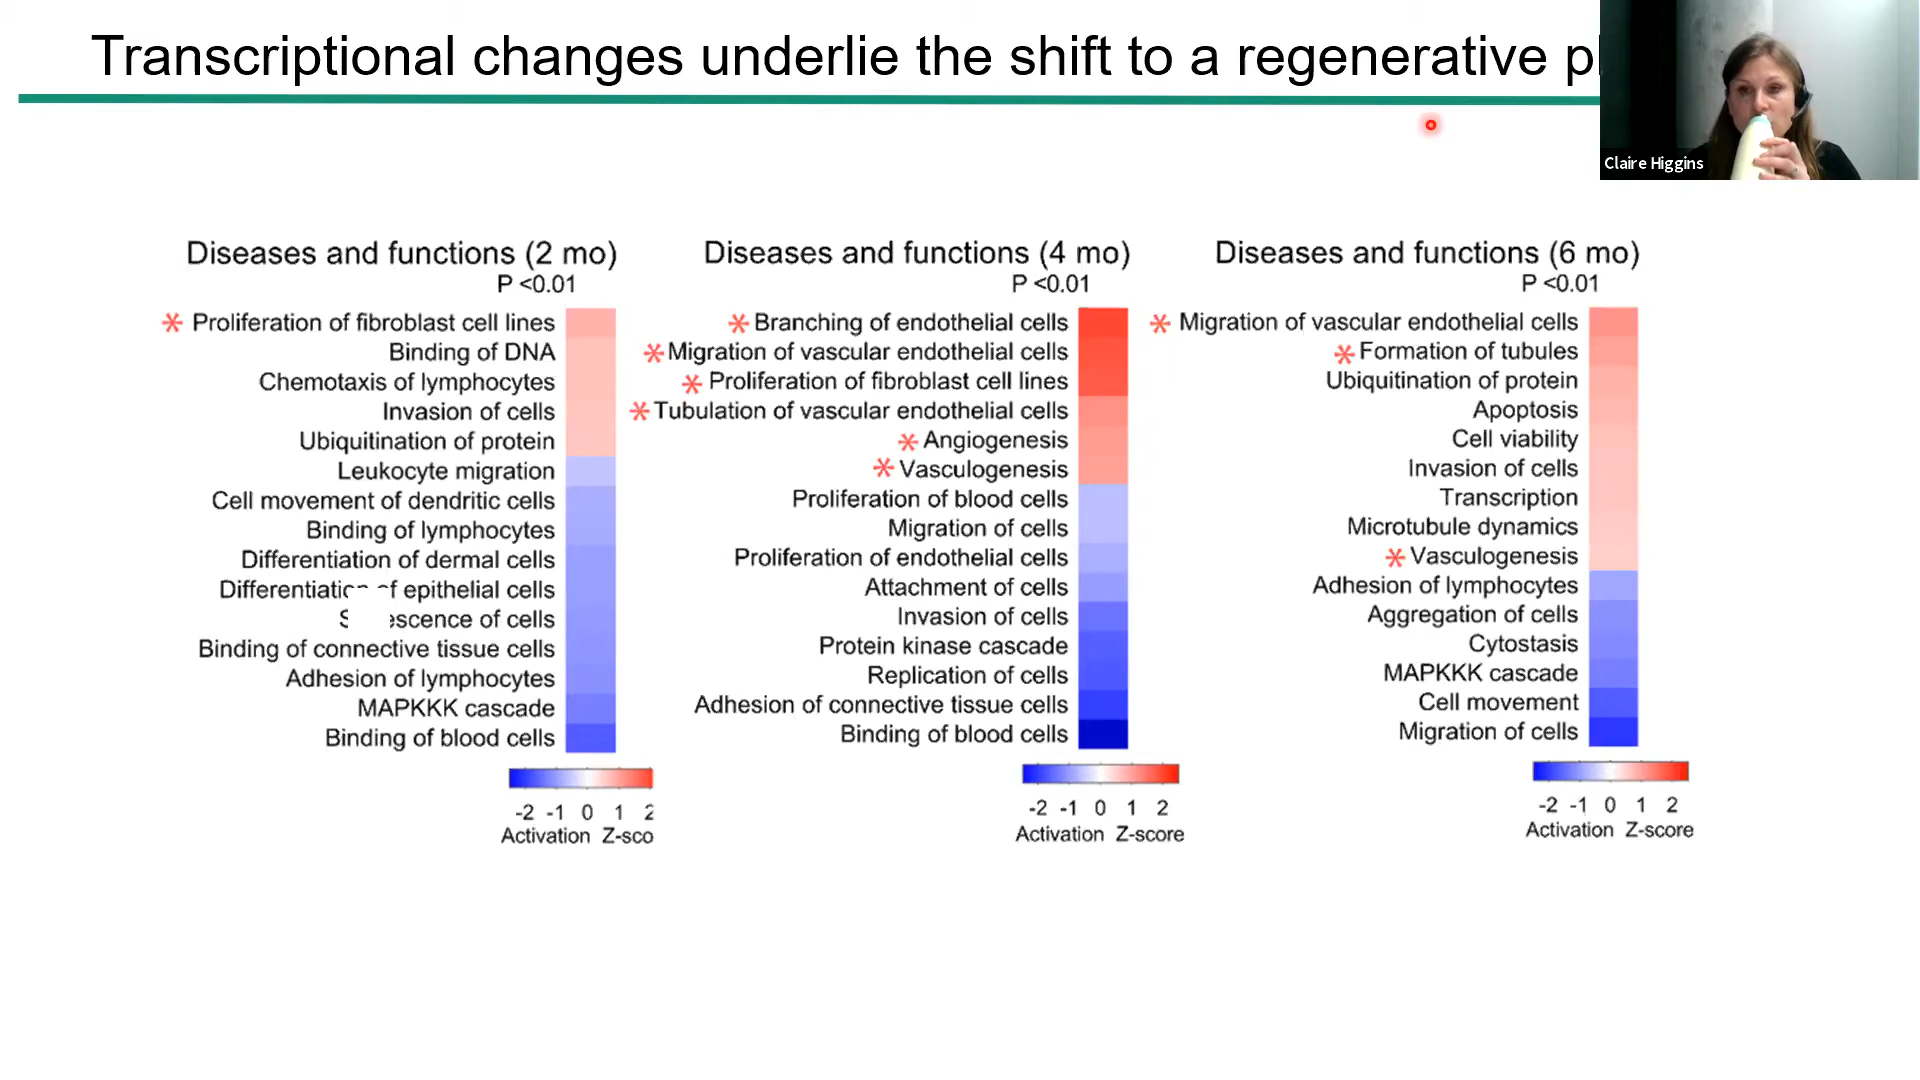 Transcriptional changes underlie the shift to a regenerative
Claire Higgins
Diseases and functions (2 mo)
P <0.01
* Proliferation of fibroblast cell lines
Binding of DNA
Chemotaxis of lymphocytes
Invasion of cells
Ubiquitination of protein
Leukocyte migration
Cell movement of dendritic cells
Binding of lymphocytes
Differentiation of dermal cells
Differentiation of epithelial cells
of cells
Binding of connective tissue cells
Adhesion of lymphocytes
MAPKKK cascade
Binding of blood cells
-2 -1 0 1 2
Activation Z-sco
Diseases and functions (4 mo)
P <0.01
* Branching of endothelial cells
* Migration of vascular endothelial cells
* Proliferation of fibroblast cell lines
* Tubulation of vascular endothelial cells
* Angiogenesis
* Vasculogenesis
Proliferation of blood cells
Migration of cells
Proliferation of endothelial cells
Attachment of cells
Invasion of cells
Protein kinase cascade
Replication of cells
Adhesion of connective tissue cells
Binding of blood cells
-2 -1 0 1 2
Activation Z-score
Diseases and functions (6 mo)
P <0.01
* Migration of vascular endothelial cells
* Formation of tubules
Ubiquitination of protein
Apoptosis
Cell viability
Invasion of cells
Transcription
Microtubule dynamics
* Vasculogenesis
Adhesion of lymphocytes
Aggregation of cells
Cytostasis
MAPKKK cascade
Cell movement
Migration of cells
-2 -1 0 1 2
Activation Z-score